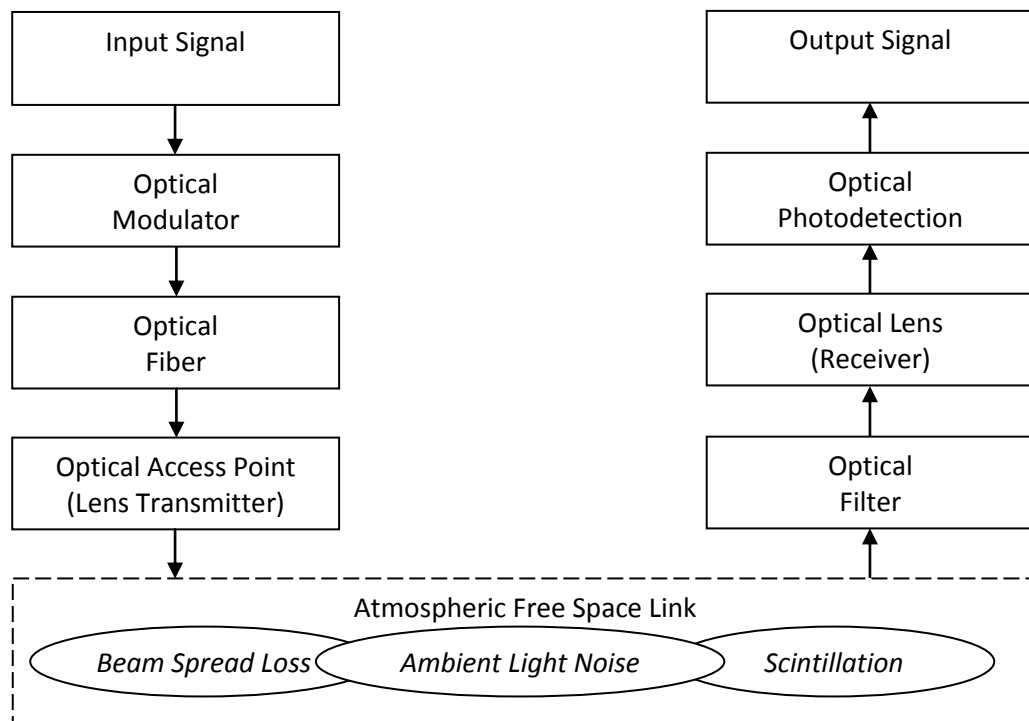 Input Signal
Optical
Modulator
Optical
Fiber
Optical Access Point
(Lens Transmitter)
Output Signal
Optical
Photodetection
Optical Lens
(Receiver)
Optical
Filter
Atmospheric Free Space Link
Beam Spread Loss
Ambient Light Noise
Scintillation